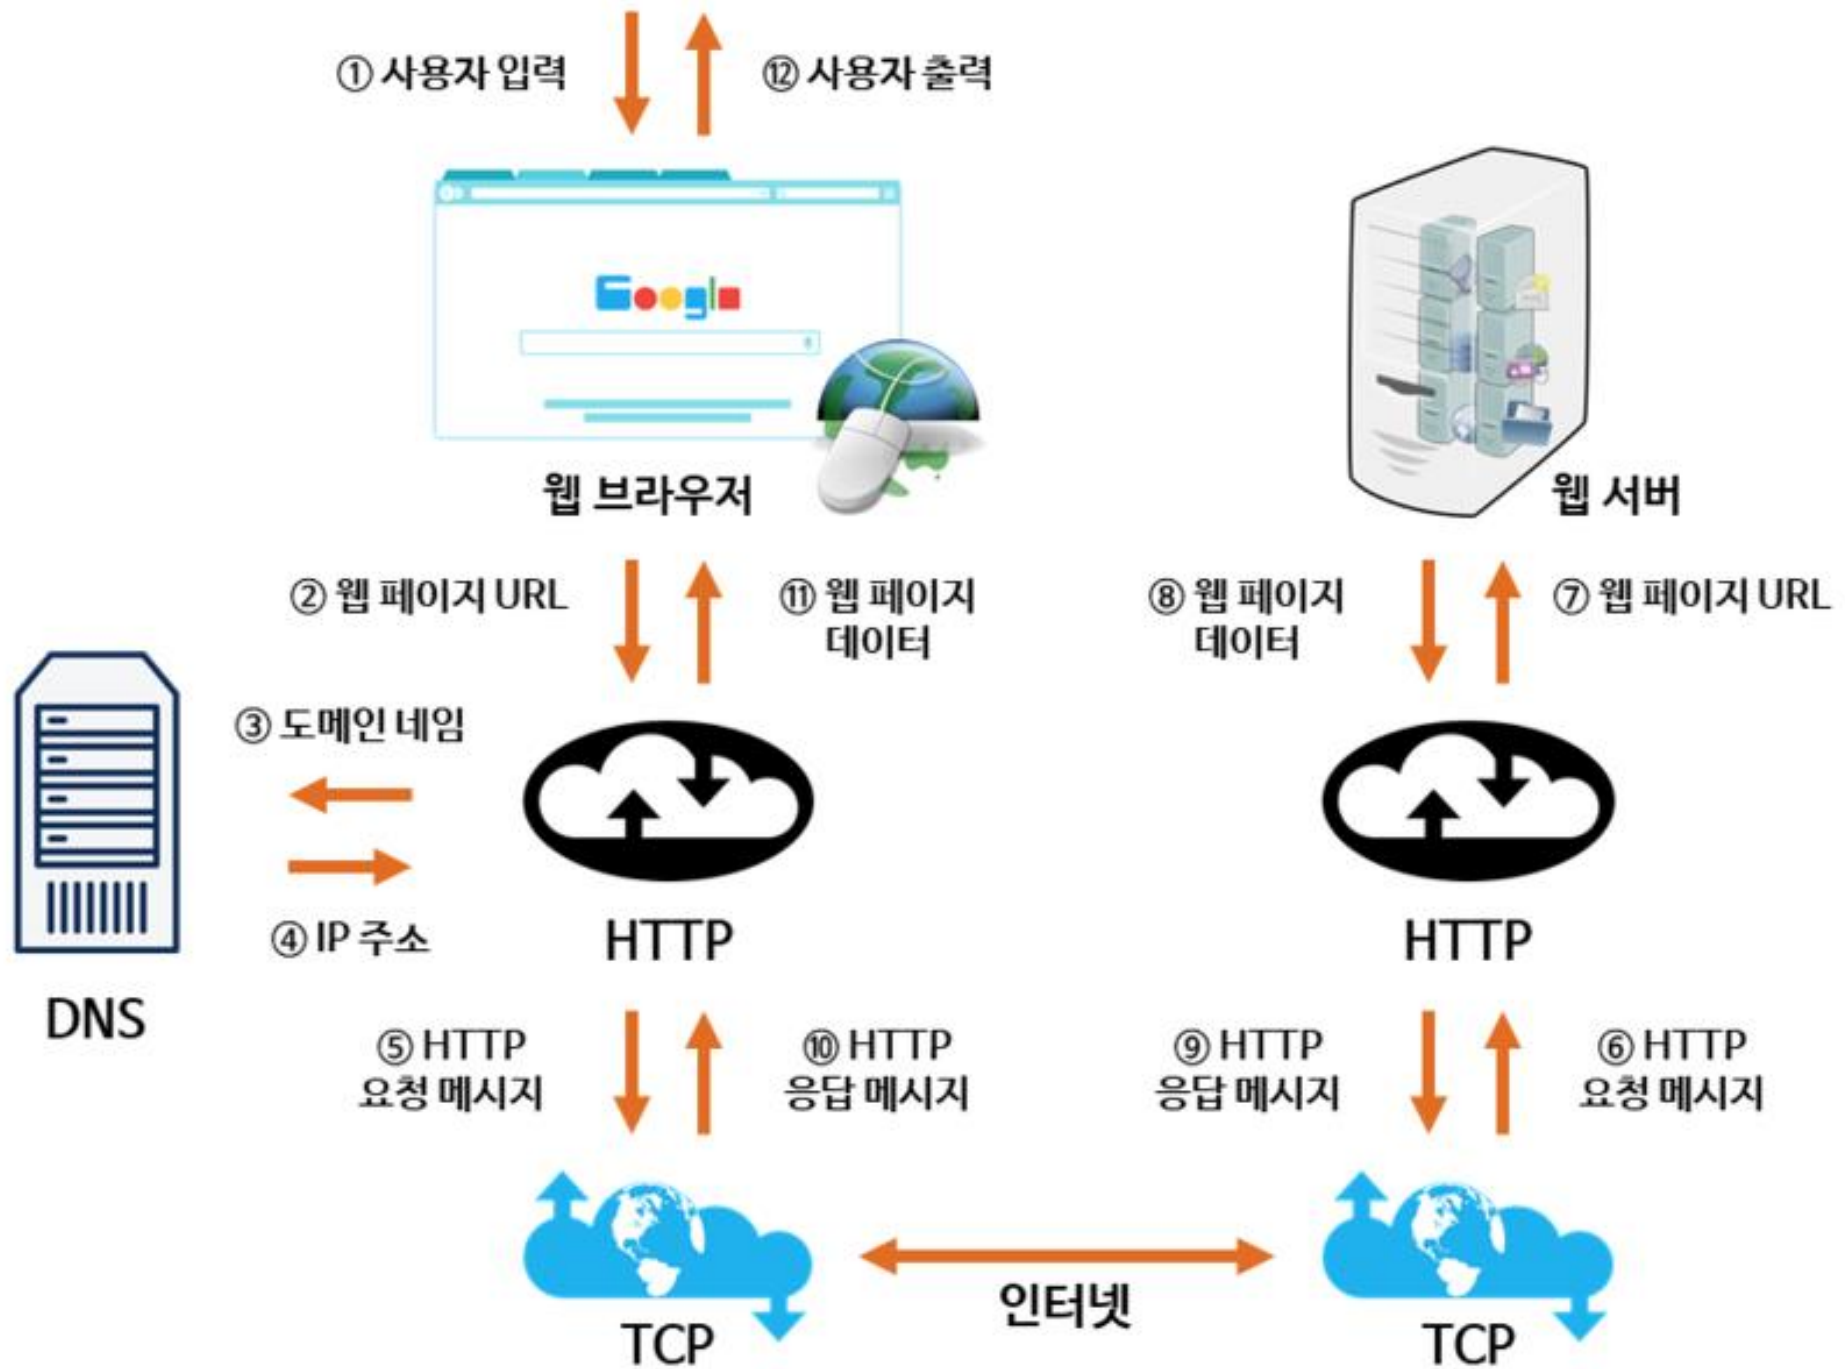 ① 사용자 입력
⑫ 사용자 출력
Google
웹 브라우저
웹 서버
② 웹 페이지 URL
⑪ 웹 페이지
데이터
⑧ 웹 페이지
데이터
⑦ 웹 페이지 URL
③ 도메인 네임
④ IP 주소
DNS
HTTP
HTTP
⑤ HTTP
요청 메시지
⑩ HTTP
응답 메시지
⑨ HTTP
응답 메시지
⑥ HTTP
요청 메시지
인터넷
TCP
TCP